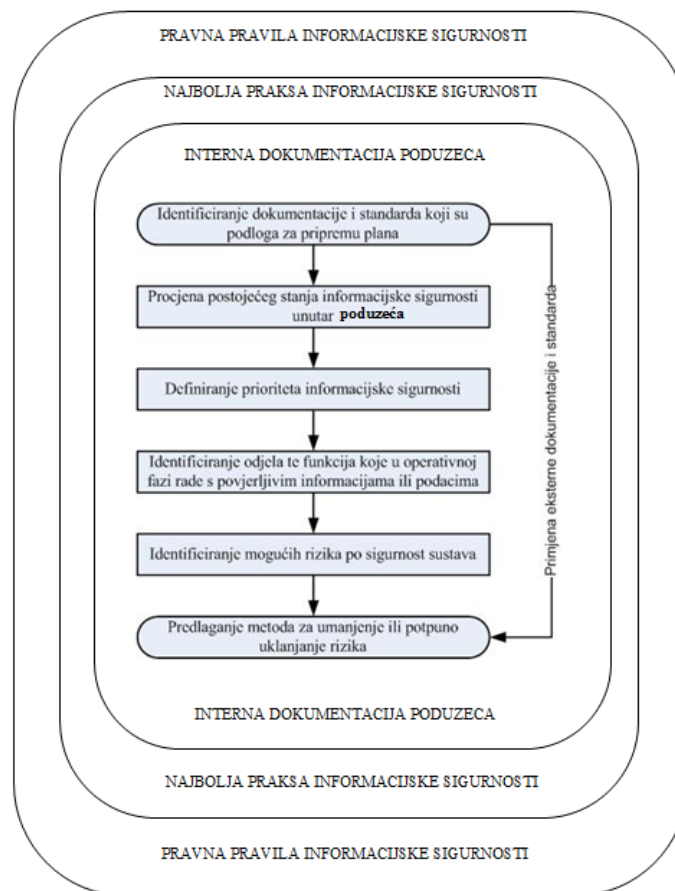 PRAVNA PRAVILA INFORMACIJSKE SIGURNOSTI
NAJBOLJA PRAKSA INFORMACIJSKE SIGURNOSTI
INTERNA DOKUMENTACIJA PODUZECA
Identificiranje dokumentacije i standarda koji su
podloga za pripremu plana
Procjena postojećeg stanja informacijske sigurnosti
unutar poduzeća
Definiranje prioriteta informacijske sigurnosti
Identificiranje odjela te funkcija koje u operativnoj
fazi rade s povjerljivim informacijama ili podacima
Identificiranje mogućih rizika po sigurnost sustava
Predlaganje metoda za umanjenje ili potpuno
uklanjanje rizika
Primjena eksterne dokumentacije i standarda
INTERNA DOKUMENTACIJA PODUZECA
NAJBOLJA PRAKSA INFORMACIJSKE SIGURNOSTI
PRAVNA PRAVILA INFORMACIJSKE SIGURNOSTI